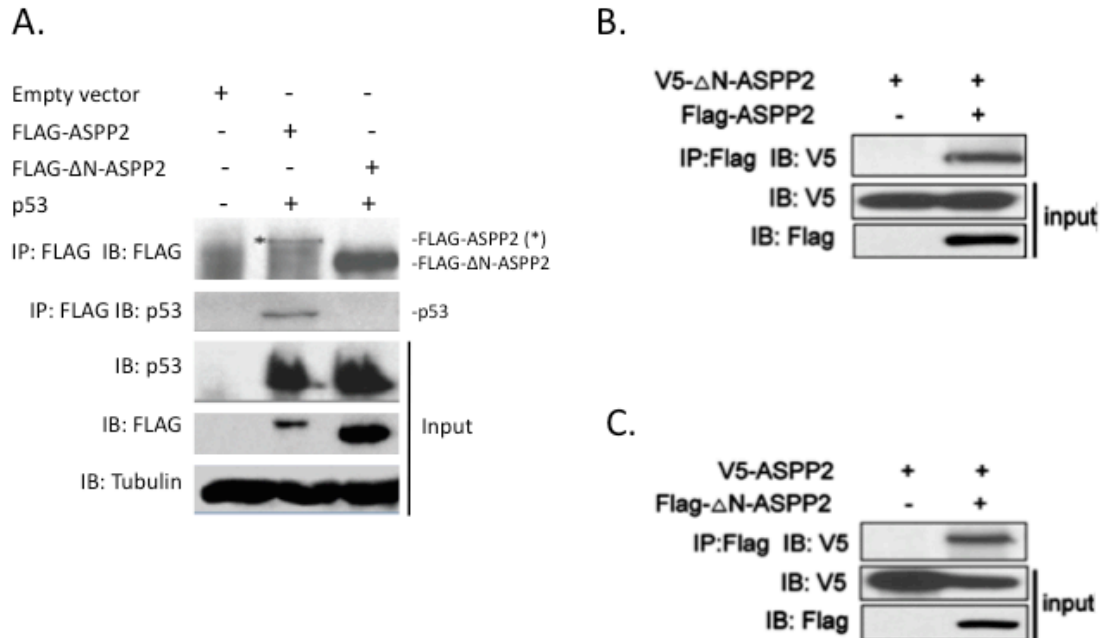 A.
Empty vector + - -
FLAG-ASPP2 - + -
FLAG-ΔN-ASPP2 - - +
p53 - + +
IP: FLAG IB: FLAG * -FLAG-ASPP2 (*)
-FLAG-ΔN-ASPP2
IP: FLAG IB: p53 -p53
IB: p53
IB: FLAG Input
IB: Tubulin
B.
V5-△N-ASPP2 + +
Flag-ASPP2 - +
IP:Flag IB: V5
IB: V5
input
IB: Flag
C.
V5-ASPP2 + +
Flag-△N-ASPP2 - +
IP:Flag IB: V5
IB: V5
input
IB: Flag